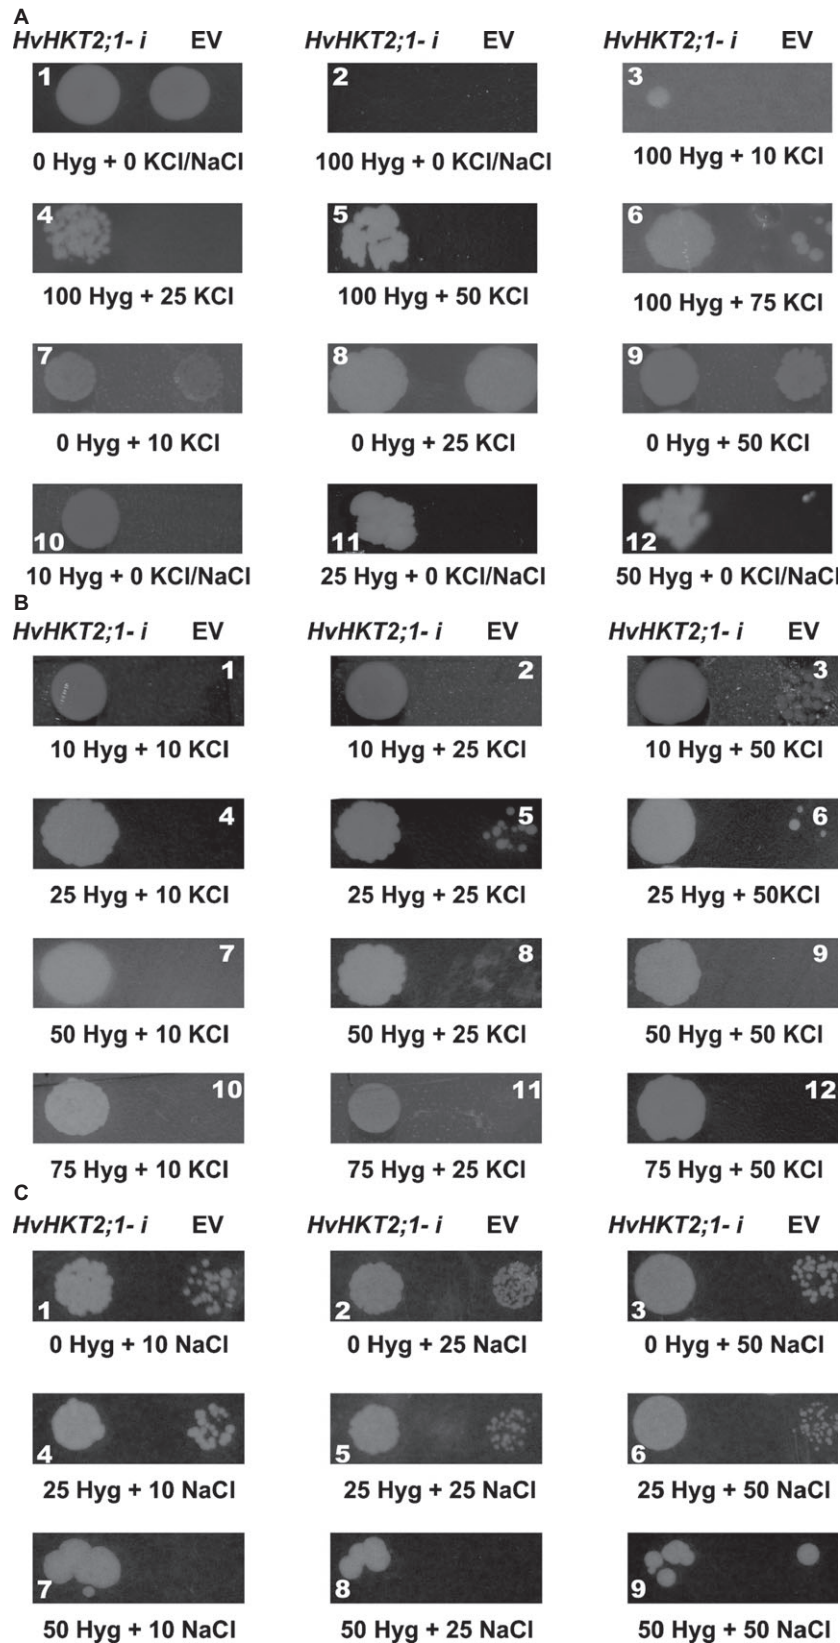 A
HvHKT2;1- i EV HvHKT2;1- i EV HvHKT2;1- i EV
1 2 3
0 Hyg + 0 KCl/NaCl 100 Hyg + 0 KCl/NaCl 100 Hyg + 10 KCl
4 5 6
100 Hyg + 25 KCl 100 Hyg + 50 KCl 100 Hyg + 75 KCl
7 8 9
0 Hyg + 10 KCl 0 Hyg + 25 KCl 0 Hyg + 50 KCl
10 11 12
10 Hyg + 0 KCl/NaCl 25 Hyg + 0 KCl/NaCl 50 Hyg + 0 KCl/NaCl
B
HvHKT2;1- i EV HvHKT2;1- i EV HvHKT2;1- i EV
1 2 3
10 Hyg + 10 KCl 10 Hyg + 25 KCl 10 Hyg + 50 KCl
4 5 6
25 Hyg + 10 KCl 25 Hyg + 25 KCl 25 Hyg + 50KCl
7 8 9
50 Hyg + 10 KCl 50 Hyg + 25 KCl 50 Hyg + 50 KCl
10 11 12
75 Hyg + 10 KCl 75 Hyg + 25 KCl 75 Hyg + 50 KCl
C
HvHKT2;1- i EV HvHKT2;1- i EV HvHKT2;1- i EV
1 2 3
0 Hyg + 10 NaCl 0 Hyg + 25 NaCl 0 Hyg + 50 NaCl
4 5 6
25 Hyg + 10 NaCl 25 Hyg + 25 NaCl 25 Hyg + 50 NaCl
7 8 9
50 Hyg + 10 NaCl 50 Hyg + 25 NaCl 50 Hyg + 50 NaCl